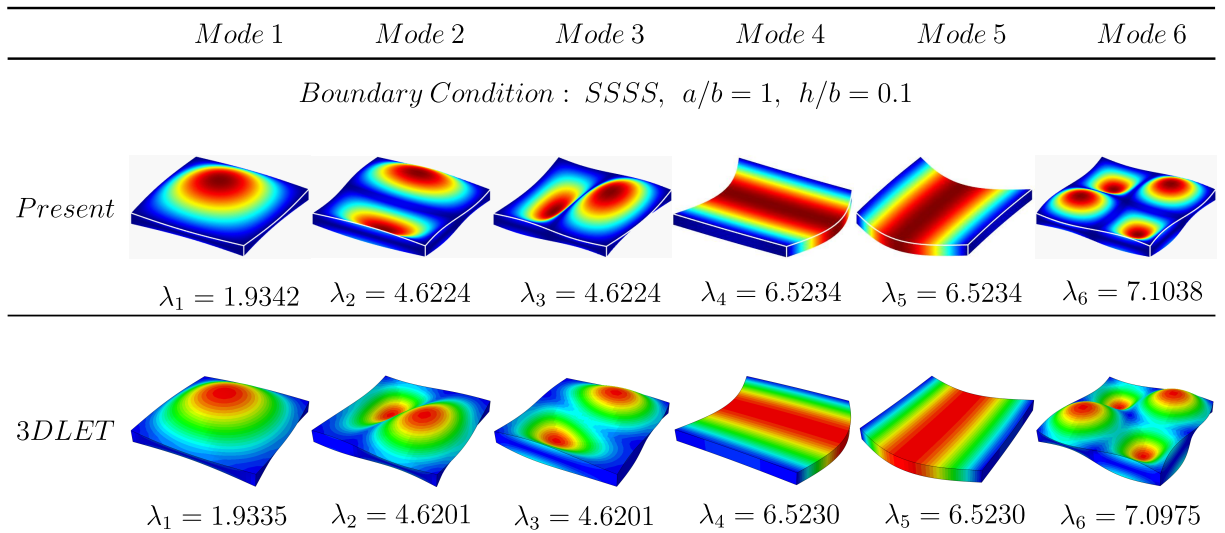 Mode 1 Mode 2 Mode 3 Mode 4 Mode 5 Mode 6
Boundary Condition : SSSS, a/b = 1, h/b = 0.1
Present
λ₁ = 1.9342 λ₂ = 4.6224 λ₃ = 4.6224 λ₄ = 6.5234 λ₅ = 6.5234 λ₆ = 7.1038
3DLET
λ₁ = 1.9335 λ₂ = 4.6201 λ₃ = 4.6201 λ₄ = 6.5230 λ₅ = 6.5230 λ₆ = 7.0975